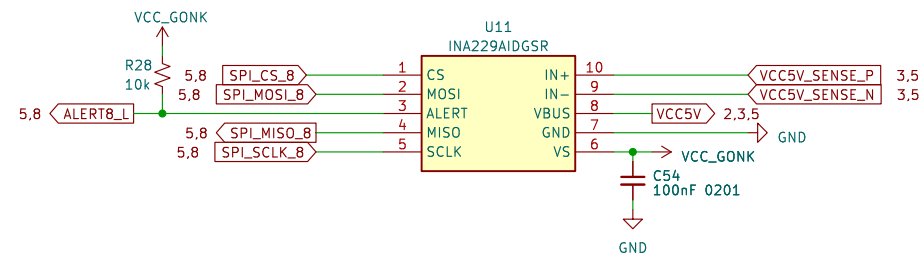 VCC_GONK
U11
INA229AIDGSR
R28
10k
5,8 SPI_CS_8 1 CS IN+ 10 VCC5V_SENSE_P 3,5
5,8 SPI_MOSI_8 2 MOSI IN- 9 VCC5V_SENSE_N 3,5
5,8 ALERT8_L 3 ALERT VBUS 8 VCC5V 2,3,5
5,8 SPI_MISO_8 4 MISO GND 7 GND
5,8 SPI_SCLK_8 5 SCLK VS 6 VCC_GONK
C54
100nF 0201
GND